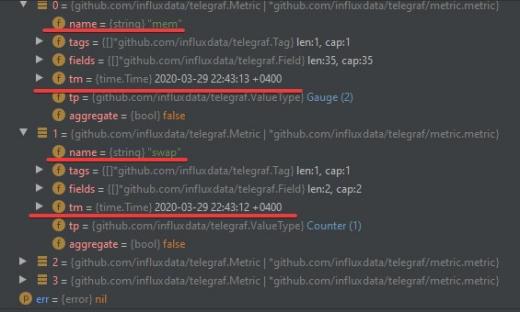 0 = {github.com/influxdata/telegraf.Metric | *github.com/influxdata/telegraf/metric.metric}
f name = {string} "mem"
f tags = {[]*github.com/influxdata/telegraf.Tag} len:1, cap:1
f fields = {[]*github.com/influxdata/telegraf.Field} len:35, cap:35
f tm = {time.Time} 2020-03-29 22:43:13 +0400
f tp = {github.com/influxdata/telegraf.ValueType} Gauge (2)
f aggregate = {bool} false
1 = {github.com/influxdata/telegraf.Metric | *github.com/influxdata/telegraf/metric.metric}
f name = {string} "swap"
f tags = {[]*github.com/influxdata/telegraf.Tag} len:1, cap:1
f fields = {[]*github.com/influxdata/telegraf.Field} len:2, cap:2
f tm = {time.Time} 2020-03-29 22:43:12 +0400
f tp = {github.com/influxdata/telegraf.ValueType} Counter (1)
f aggregate = {bool} false
2 = {github.com/influxdata/telegraf.Metric | *github.com/influxdata/telegraf/metric.metric}
3 = {github.com/influxdata/telegraf.Metric | *github.com/influxdata/telegraf/metric.metric}
p err = {error} nil